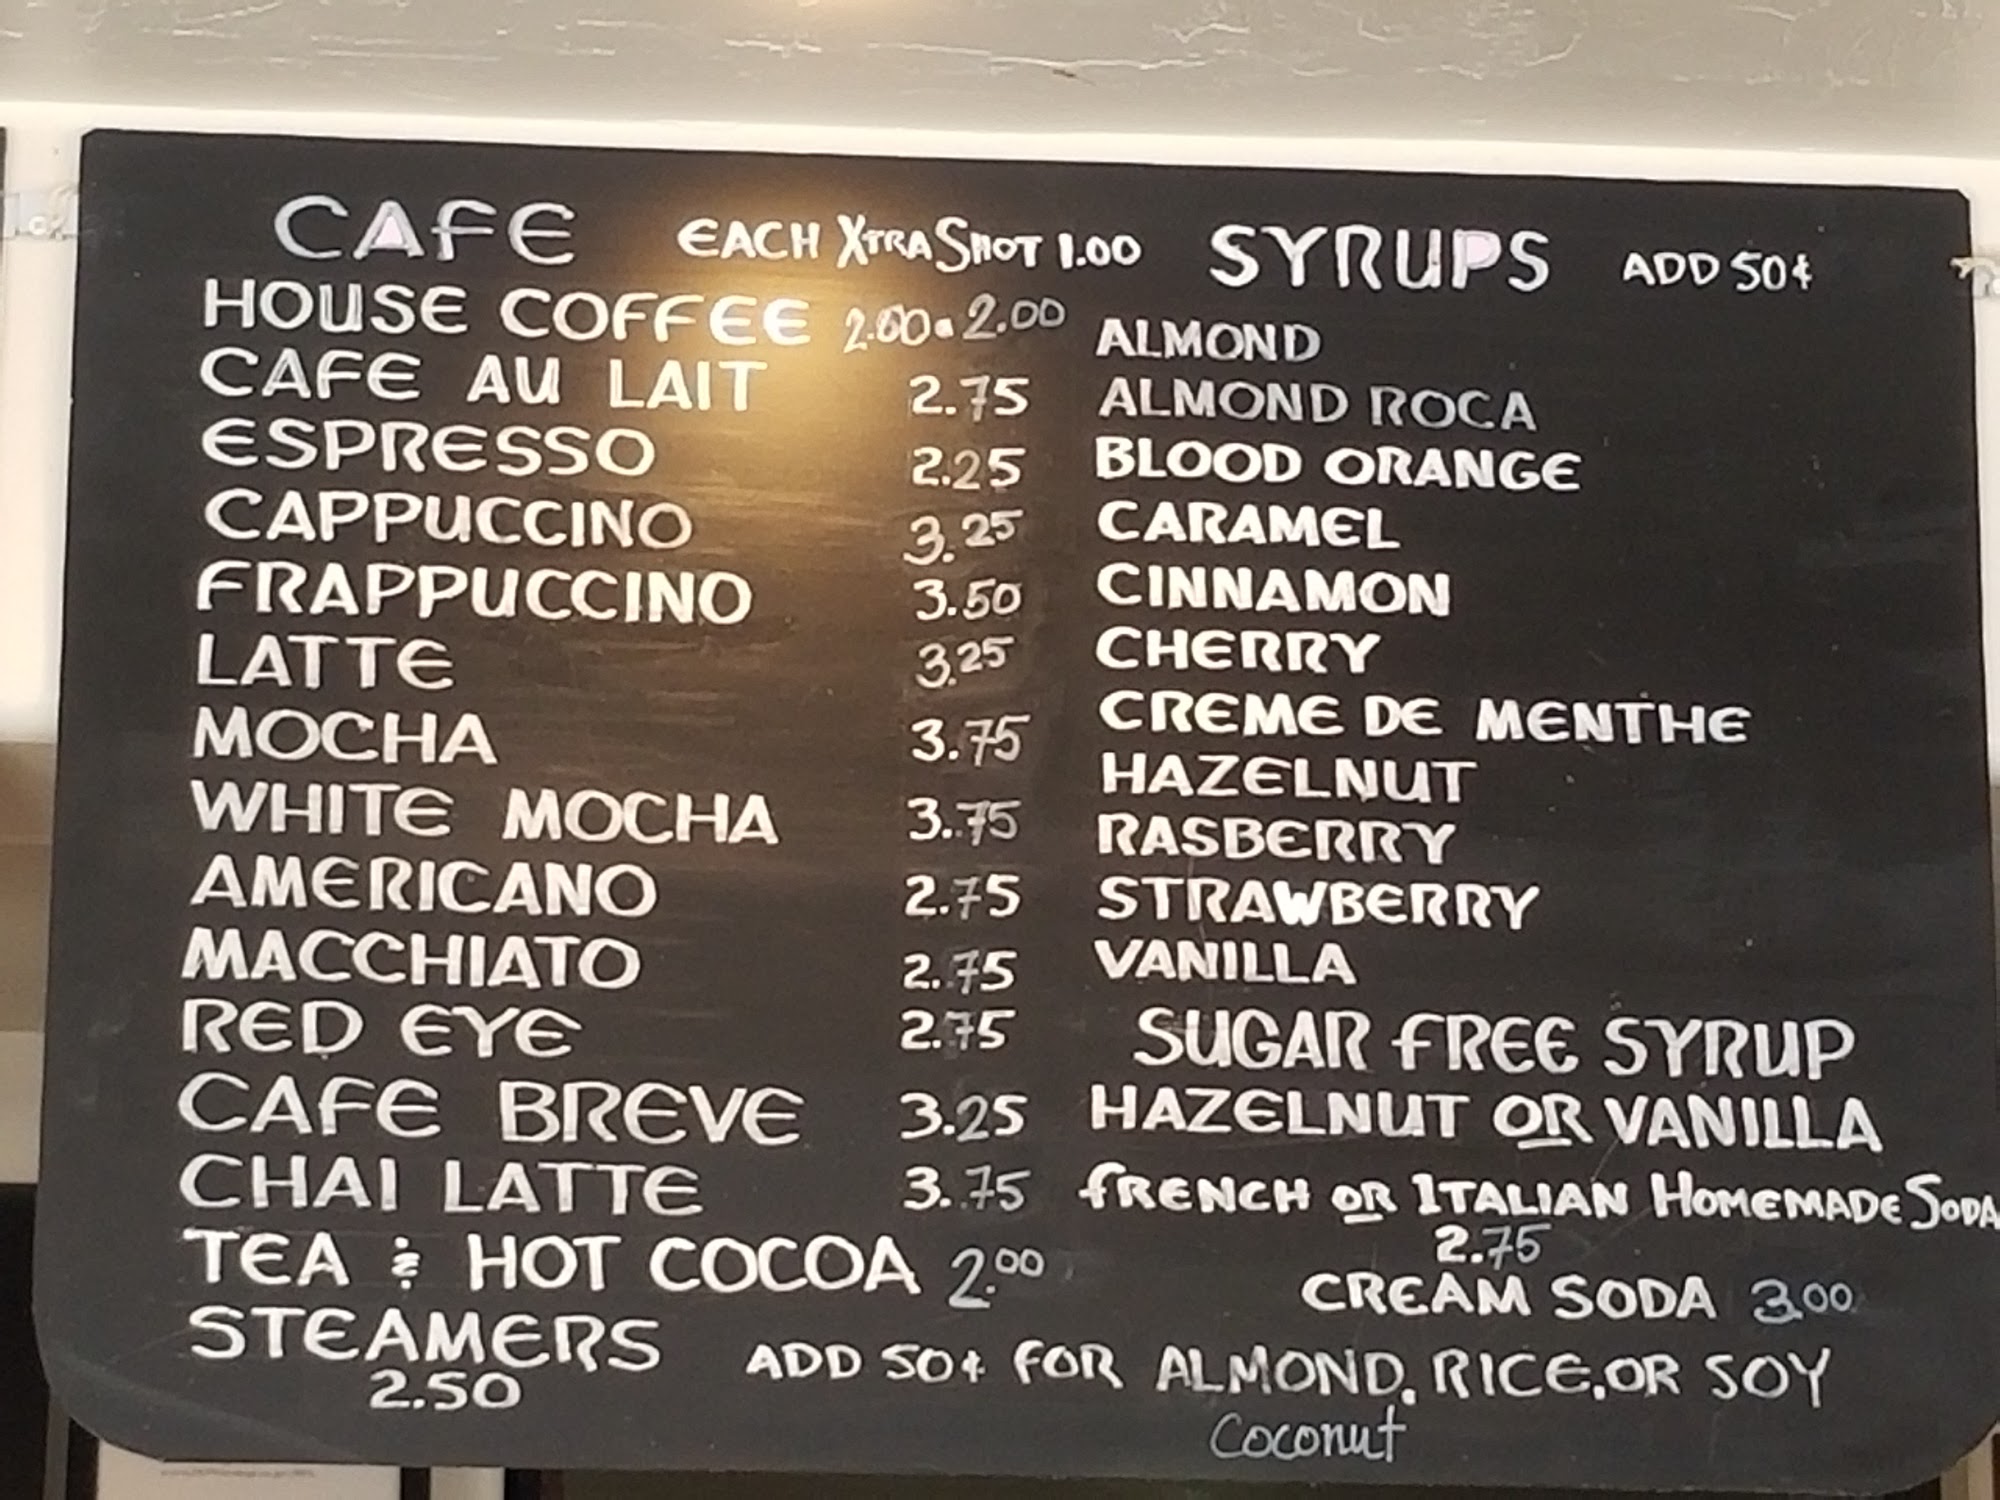 CAFE EACH XTRA SHOT 1.00
HOUSE COFFEE 2.00 • 2.00
CAFE AU LAIT 2.75
ESPRESSO 2.25
CAPPUCCINO 3.25
FRAPPUCCINO 3.50
LATTE 3.25
MOCHA 3.75
WHITE MOCHA 3.75
AMERICANO 2.75
MACCHIATO 2.75
RED EYE 2.75
CAFE BREVE 3.25
CHAI LATTE 3.75
TEA & HOT COCOA 2.00
STEAMERS
2.50
SYRUPS ADD 50¢
ALMOND
ALMOND ROCA
BLOOD ORANGE
CARAMEL
CINNAMON
CHERRY
CREME DE MENTHE
HAZELNUT
RASBERRY
STRAWBERRY
VANILLA
SUGAR FREE SYRUP
HAZELNUT OR VANILLA
FRENCH OR ITALIAN HOMEMADE SODA
2.75
CREAM SODA 3.00
ADD 50¢ FOR ALMOND, RICE, OR SOY
Coconut